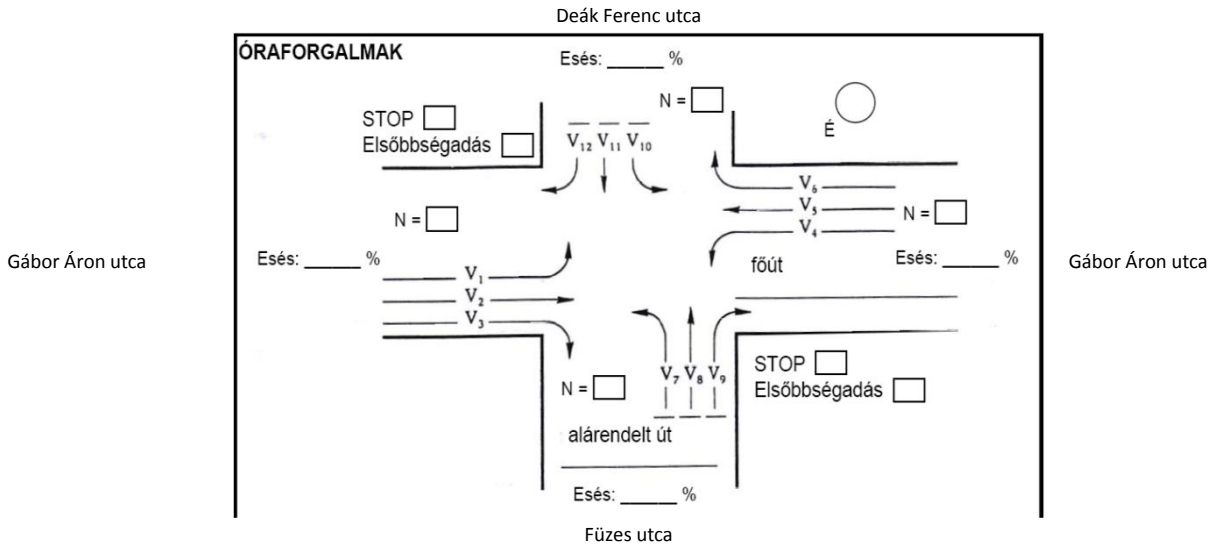 Deák Ferenc utca
ÓRAFORGALMAK
Esés: ______ %
N =
É
STOP
Elsőbbségadás
V12 V11 V10
V6
V5
V4
N =
N =
Gábor Áron utca
Esés: ______ %
főút
Esés: ______ %
Gábor Áron utca
V1
V2
V3
STOP
Elsőbbségadás
V7 V8 V9
N =
alárendelt út
Esés: ______ %
Füzes utca